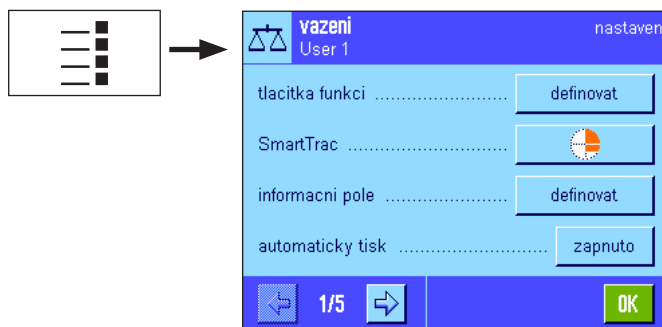 vazeni
nastaven
User 1
tlacitka funkci ........................ definovat
SmartTrac ................................
informacni pole ...................... definovat
automaticky tisk ........................... zapnuto
1/5
OK